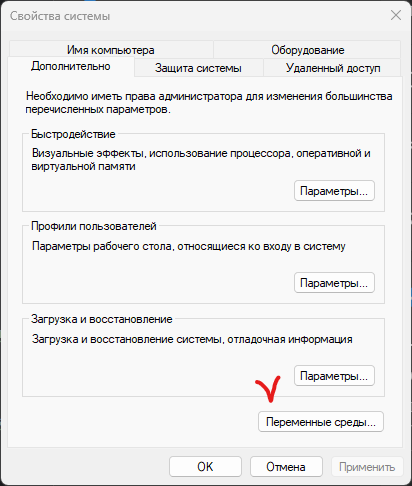 Свойства системы
Имя компьютера
Оборудование
Дополнительно
Защита системы
Удаленный доступ
Необходимо иметь права администратора для изменения большинства
перечисленных параметров.
Быстродействие
Визуальные эффекты, использование процессора, оперативной и
виртуальной памяти
Параметры...
Профили пользователей
Параметры рабочего стола, относящиеся ко входу в систему
Параметры...
Загрузка и восстановление
Загрузка и восстановление системы, отладочная информация
Параметры...
Переменные среды...
OK
Отмена
Применить